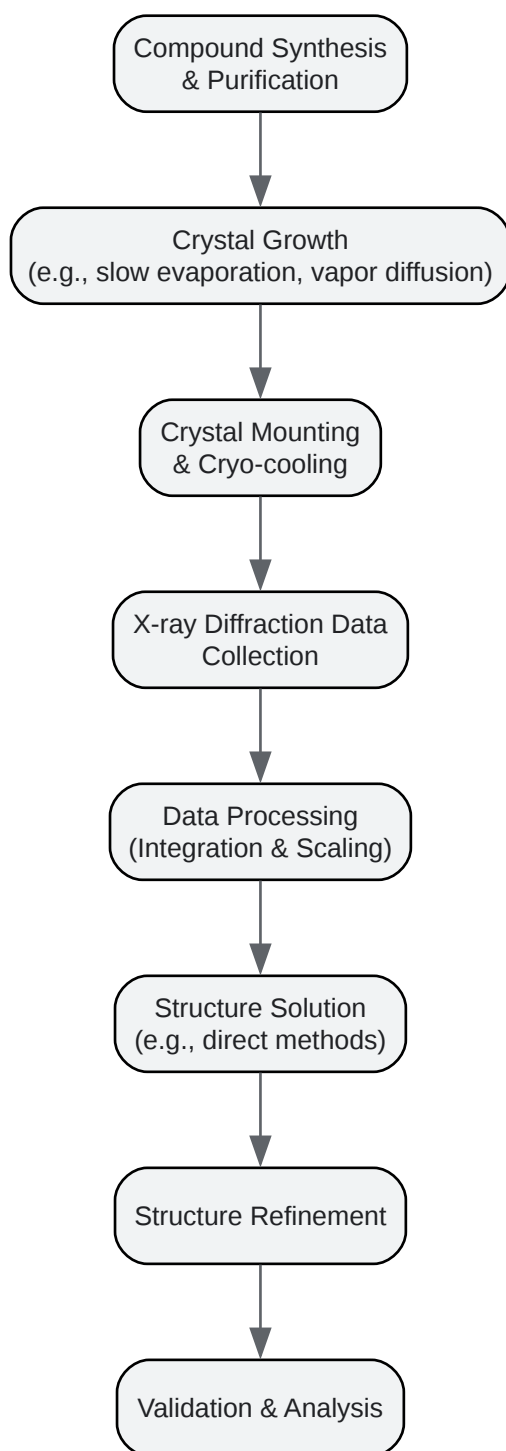 Compound Synthesis
& Purification
Crystal Growth
(e.g., slow evaporation, vapor diffusion)
Crystal Mounting
& Cryo-cooling
X-ray Diffraction Data
Collection
Data Processing
(Integration & Scaling)
Structure Solution
(e.g., direct methods)
Structure Refinement
Validation & Analysis